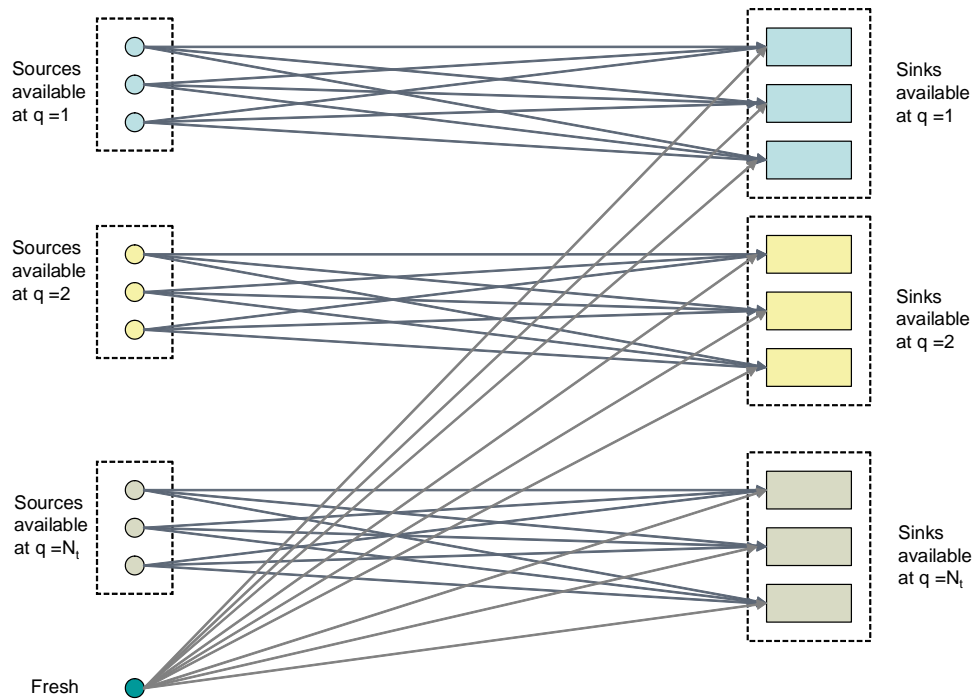 Sources
available
at q =1
Sinks
available
at q =1
Sources
available
at q =2
Sinks
available
at q =2
Sources
available
at q =Nₜ
Sinks
available
at q =Nₜ
Fresh